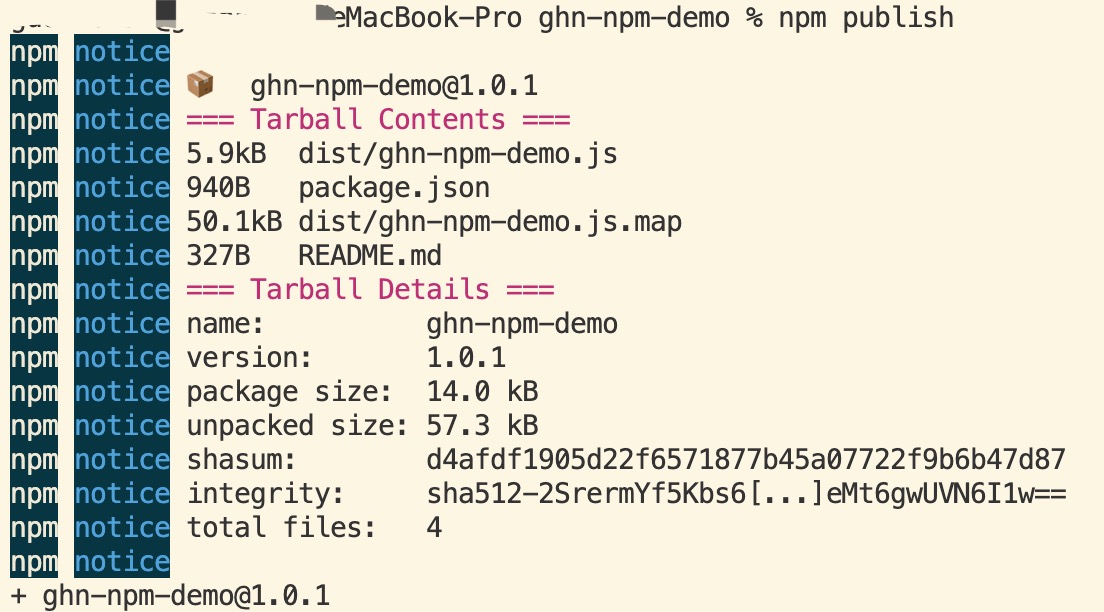 eMacBook-Pro ghn-npm-demo % npm publish
npm notice
npm notice 📦 ghn-npm-demo@1.0.1
npm notice === Tarball Contents ===
npm notice 5.9kB dist/ghn-npm-demo.js
npm notice 940B package.json
npm notice 50.1kB dist/ghn-npm-demo.js.map
npm notice 327B README.md
npm notice === Tarball Details ===
npm notice name: ghn-npm-demo
npm notice version: 1.0.1
npm notice package size: 14.0 kB
npm notice unpacked size: 57.3 kB
npm notice shasum: d4afdf1905d22f6571877b45a07722f9b6b47d87
npm notice integrity: sha512-2SrermYf5Kbs6[...]eMt6gwUVN6I1w==
npm notice total files: 4
npm notice
+ ghn-npm-demo@1.0.1